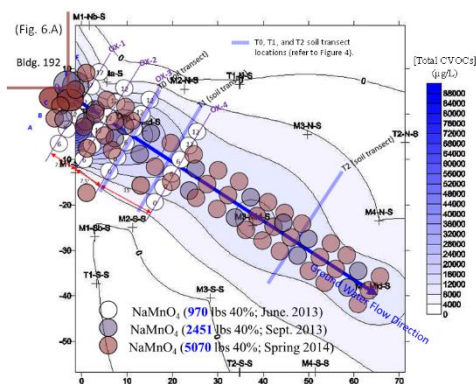 (Fig. 6.A)
M1-Nb-S
Bldg. 192
OX-1
OX-2
OX-3
OX-4
T0, T1, and T2 soil transect
locations (refer to Figure 4).
[Total CVOCs]
(µg/L)
T0 (soil transect)
T1 (soil transect)
T2 (soil transect)
M2-N-S
T1-N-S
M3-N-S
T2-N-S
M4-N-S
M1-Sb-S
M2-S-S
T1-S-S
M3-S-S
T2-S-S
M4-S-S
Ground Water Flow Direction
NaMnO4 (970 lbs 40%; June. 2013)
NaMnO4 (2451 lbs 40%; Sept. 2013)
NaMnO4 (5070 lbs 40%; Spring 2014)
0 10 20 30 40 50 60 70
-10
-20
-30
-40
-50
88000
84000
80000
76000
72000
68000
64000
60000
56000
52000
48000
44000
40000
36000
32000
28000
24000
20000
16000
12000
8000
4000
0